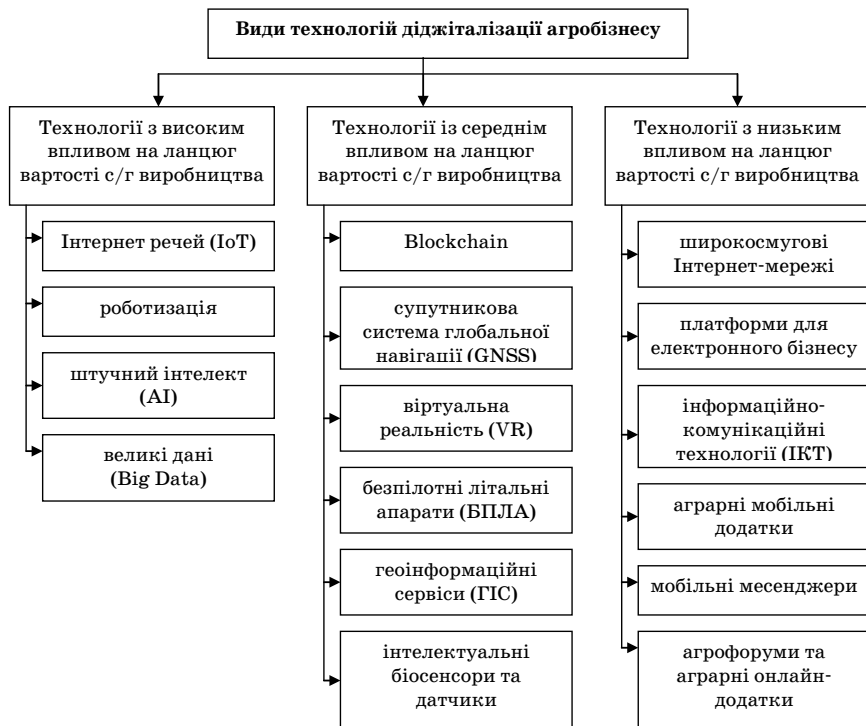 Види технологій діджіталізації агробізнесу
Технології з високим
впливом на ланцюг
вартості с/г виробництва
Інтернет речей (IoT)
роботизація
штучний інтелект
(AI)
великі дані
(Big Data)
Технології із середнім
впливом на ланцюг
вартості с/г виробництва
Blockchain
супутникова
система глобальної
навігації (GNSS)
віртуальна
реальність (VR)
безпілотні літальні
апарати (БПЛА)
геоінформаційні
сервіси (ГІС)
інтелектуальні
біосенсори та
датчики
Технології з низьким
впливом на ланцюг
вартості с/г виробництва
широкосмугові
Інтернет-мережі
платформи для
електронного бізнесу
інформаційно-
комунікаційні
технології (ІКТ)
аграрні мобільні
додатки
мобільні месенджери
агрофоруми та
аграрні онлайн-
додатки